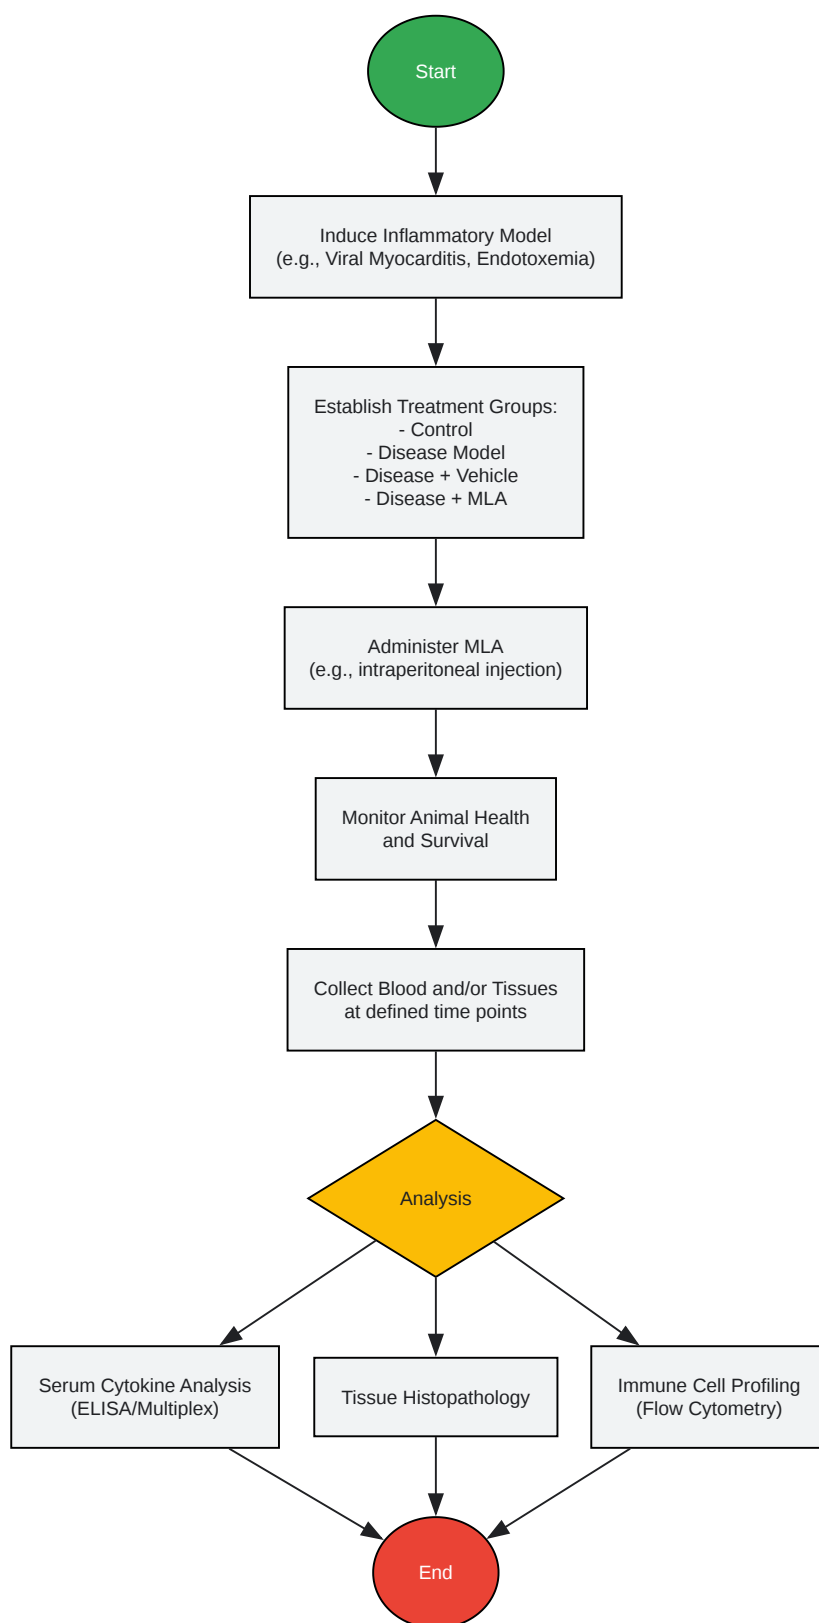 Start
Induce Inflammatory Model
(e.g., Viral Myocarditis, Endotoxemia)
Establish Treatment Groups:
- Control
- Disease Model
- Disease + Vehicle
- Disease + MLA
Administer MLA
(e.g., intraperitoneal injection)
Monitor Animal Health
and Survival
Collect Blood and/or Tissues
at defined time points
Analysis
Serum Cytokine Analysis
(ELISA/Multiplex)
Tissue Histopathology
Immune Cell Profiling
(Flow Cytometry)
End